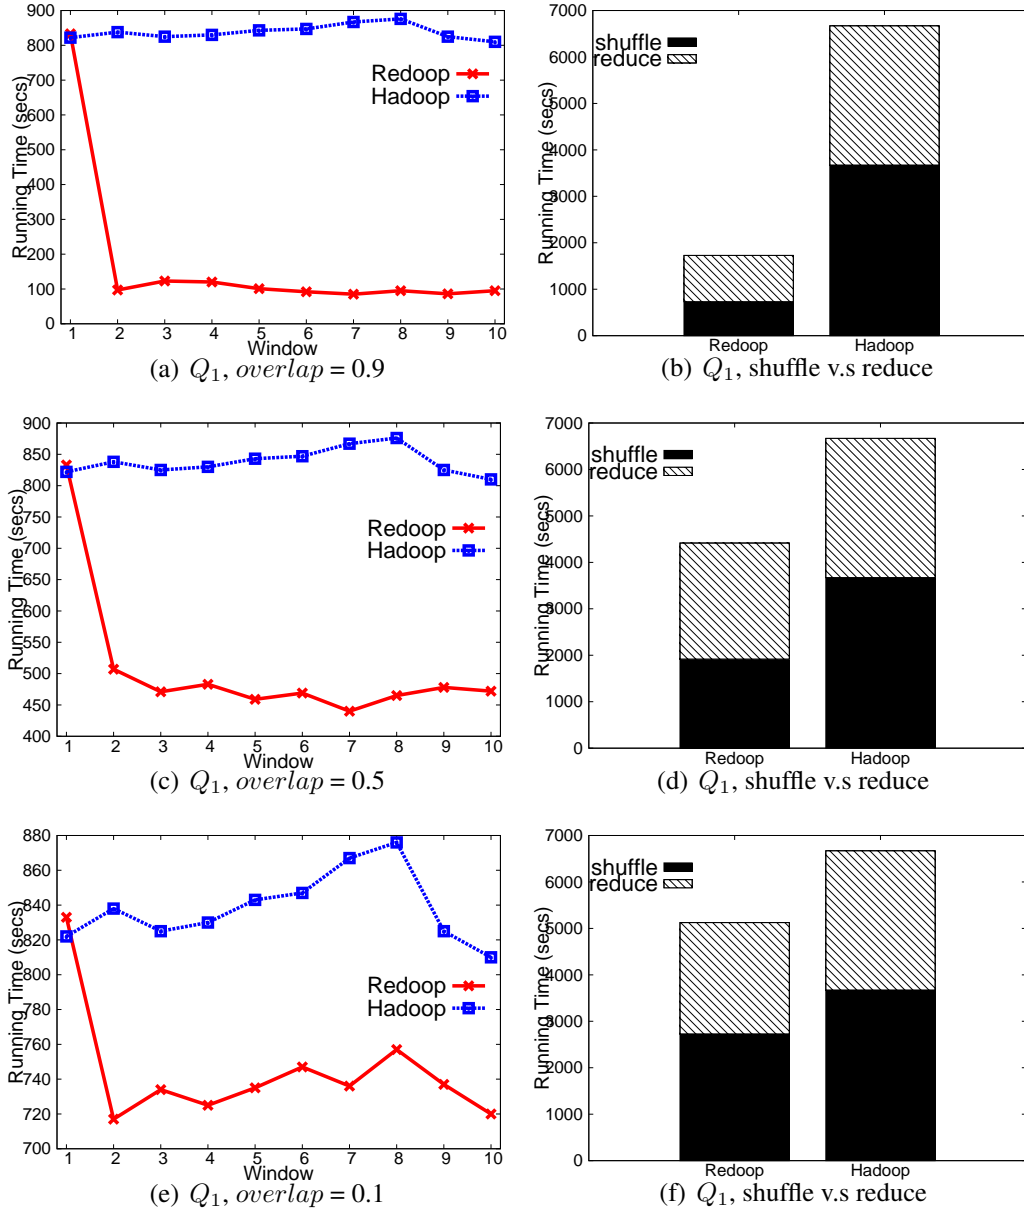 900
800
700
600
500
400
300
200
100
0
Running Time (secs)
Redoop
Hadoop
1 2 3 4 5 6 7 8 9 10
Window
(a) Q1, overlap = 0.9
7000
6000
5000
4000
3000
2000
1000
0
Running Time (secs)
shuffle
reduce
Redoop Hadoop
(b) Q1, shuffle v.s reduce
900
850
800
750
700
650
600
550
500
450
400
Running Time (secs)
Redoop
Hadoop
1 2 3 4 5 6 7 8 9 10
Window
(c) Q1, overlap = 0.5
7000
6000
5000
4000
3000
2000
1000
0
Running Time (secs)
shuffle
reduce
Redoop Hadoop
(d) Q1, shuffle v.s reduce
880
860
840
820
800
780
760
740
720
700
Running Time (secs)
Redoop
Hadoop
1 2 3 4 5 6 7 8 9 10
Window
(e) Q1, overlap = 0.1
7000
6000
5000
4000
3000
2000
1000
0
Running Time (secs)
shuffle
reduce
Redoop Hadoop
(f) Q1, shuffle v.s reduce